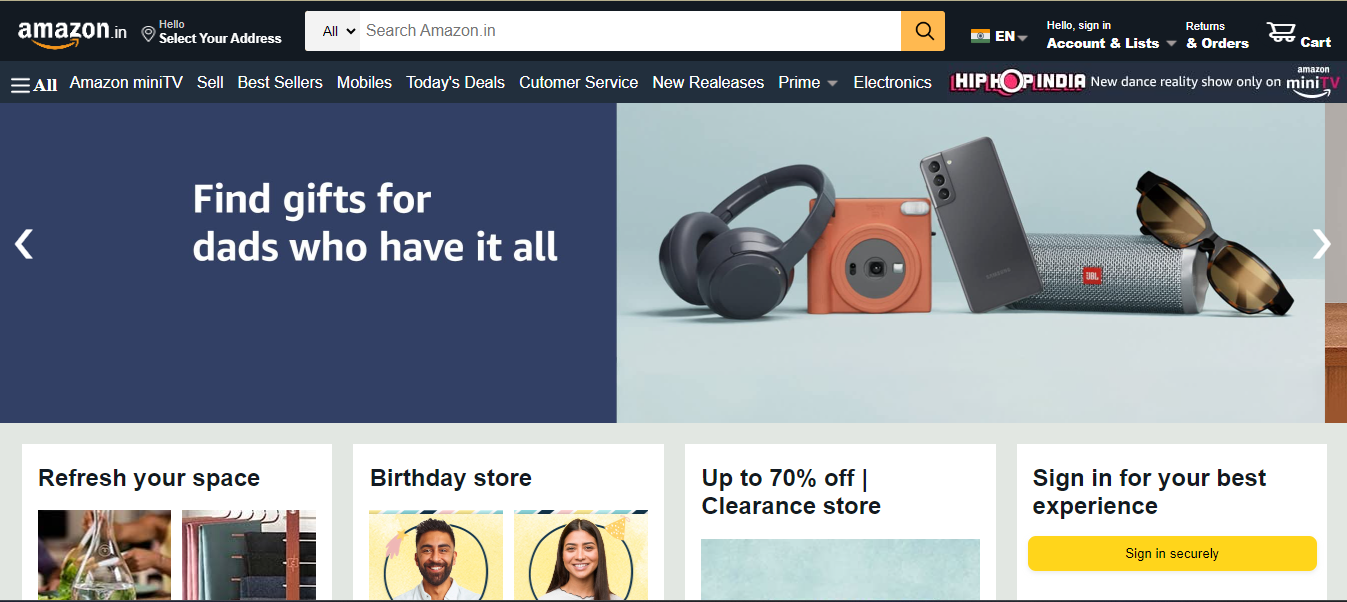 amazon.in
Hello
Select Your Address
All
Search Amazon.in
EN
Hello, sign in
Account & Lists
Returns
& Orders
Cart
All
Amazon miniTV
Sell
Best Sellers
Mobiles
Today's Deals
Cutomer Service
New Realeases
Prime
Electronics
HIP HOP INDIA
New dance reality show only on
amazon
miniTV
Find gifts for
dads who have it all
SAMSUNG
JBL
Refresh your space
Birthday store
Up to 70% off |
Clearance store
Sign in for your best
experience
Sign in securely